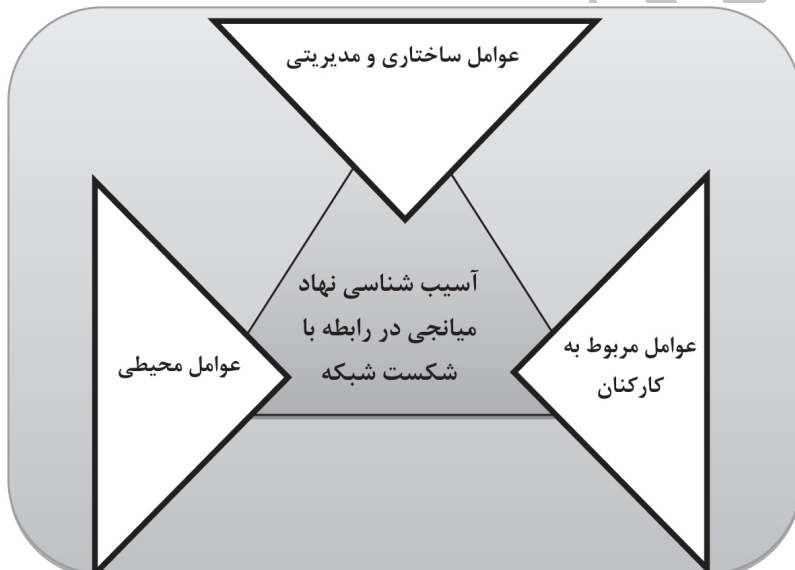 عوامل ساختاری و مدیریتی
آسیب شناسی نهاد
میانجی در رابطه با
شکست شبکه
عوامل مربوط به
کارکنان
عوامل محیطی